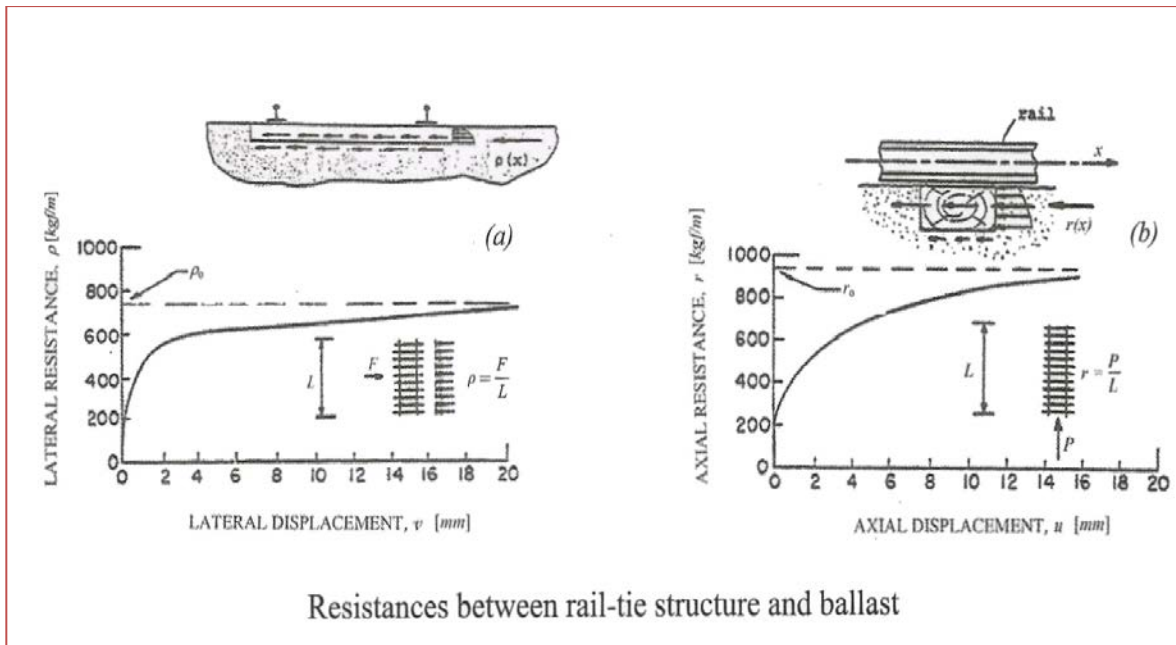 ρ (x)
(a)
LATERAL RESISTANCE, ρ [kgf/m]
1000
800
600
400
200
0
ρ₀
L
F
ρ = F/L
0 2 4 6 8 10 12 14 16 18 20
LATERAL DISPLACEMENT, v [mm]
rail
x
r(x)
(b)
AXIAL RESISTANCE, r [kgf/m]
1000
800
600
400
200
0
r₀
L
r = P/L
P
0 2 4 6 8 10 12 14 16 18 20
AXIAL DISPLACEMENT, u [mm]
Resistances between rail-tie structure and ballast